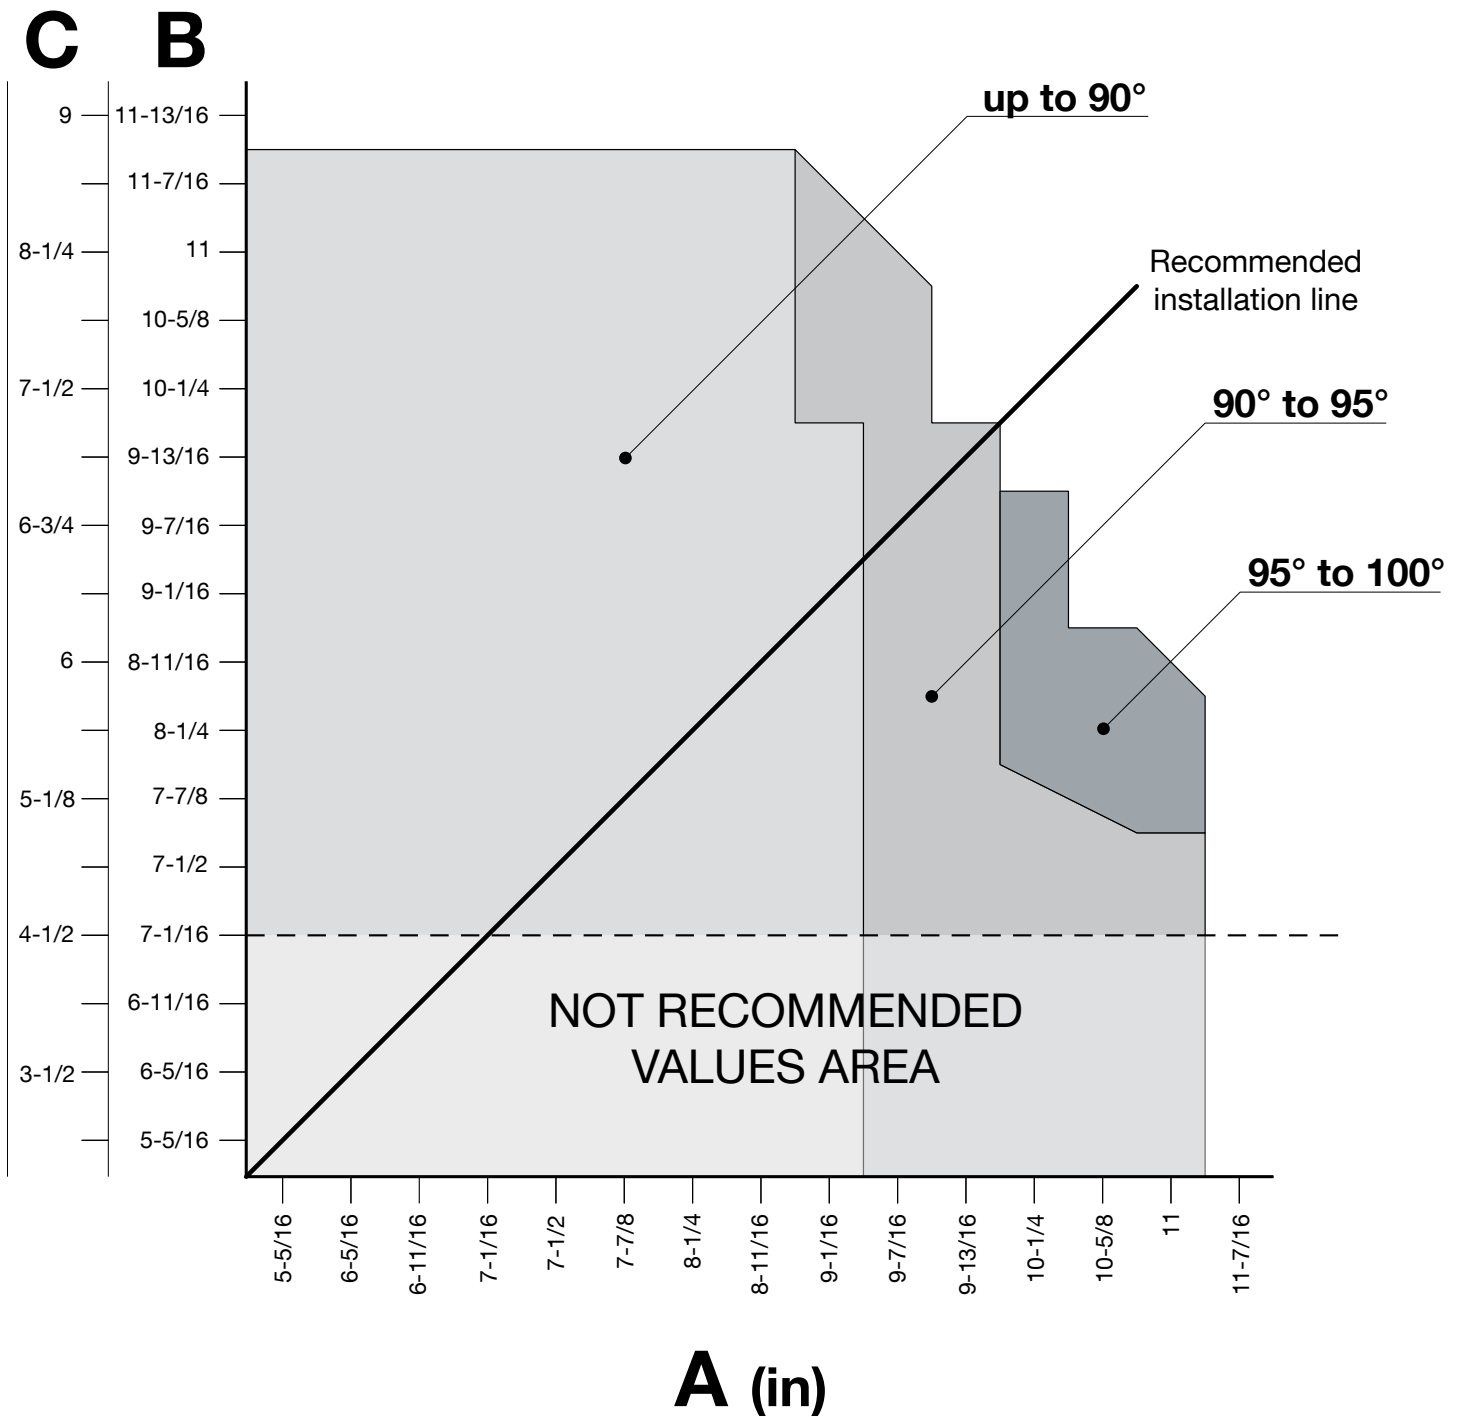 C B
up to 90°
9 11-13/16
11-7/16
8-1/4 11
Recommended
installation line
10-5/8
7-1/2 10-1/4
90° to 95°
9-13/16
6-3/4 9-7/16
95° to 100°
9-1/16
6 8-11/16
8-1/4
5-1/8 7-7/8
7-1/2
4-1/2 7-1/16
6-11/16
NOT RECOMMENDED
VALUES AREA
3-1/2 6-5/16
5-5/16
5-5/16 6-5/16 6-11/16 7-1/16 7-1/2 7-7/8 8-1/4 8-11/16 9-1/16 9-7/16 9-13/16 10-1/4 10-5/8 11 11-7/16
A (in)